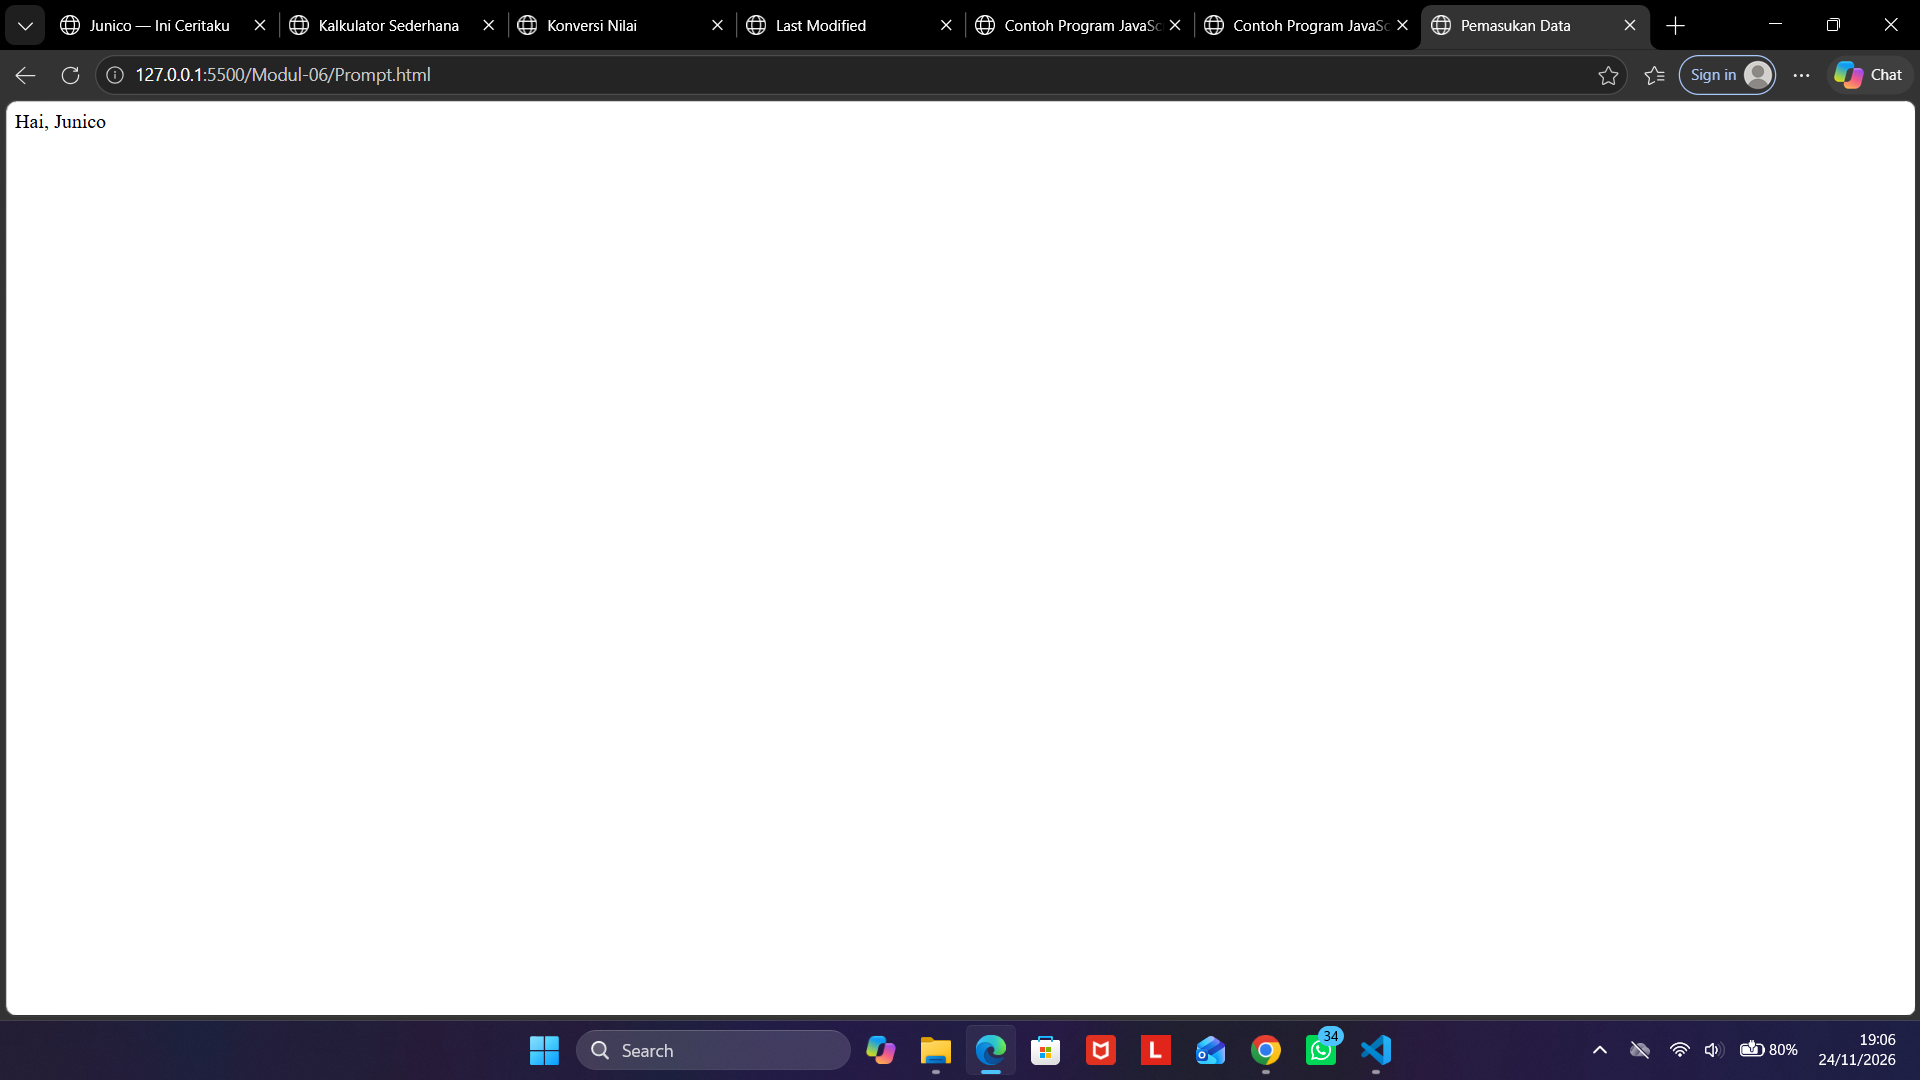 Junico — Ini Ceritaku
Kalkulator Sederhana
Konversi Nilai
Last Modified
Contoh Program JavaSc
Contoh Program JavaSc
Pemasukan Data
127.0.0.1:5500/Modul-06/Prompt.html
Sign in
Chat
Hai, Junico
Search
L
34
80%
19:06
24/11/2026